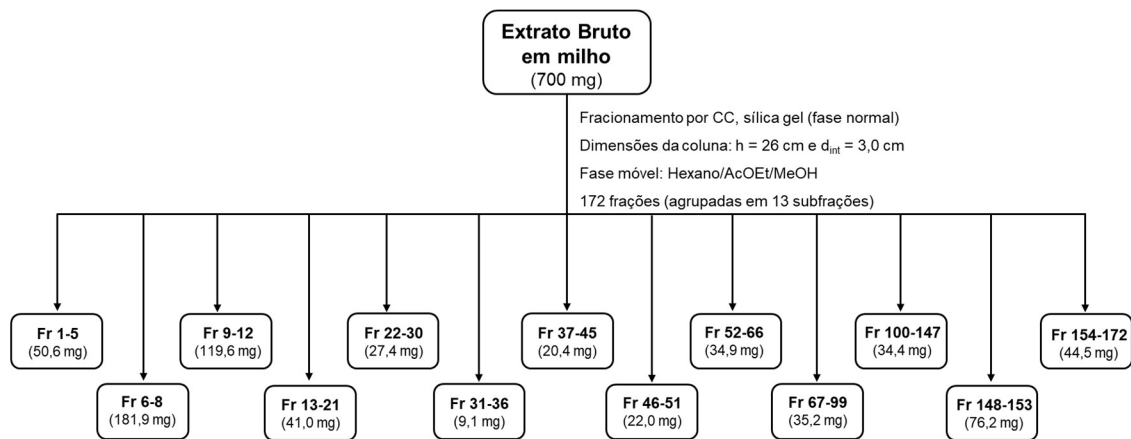 Extrato Bruto
em milho
(700 mg)
Fracionamento por CC, sílica gel (fase normal)
Dimensões da coluna: h = 26 cm e dint = 3,0 cm
Fase móvel: Hexano/AcOEt/MeOH
172 frações (agrupadas em 13 subfrações)
Fr 1-5
(50,6 mg)
Fr 9-12
(119,6 mg)
Fr 22-30
(27,4 mg)
Fr 37-45
(20,4 mg)
Fr 52-66
(34,9 mg)
Fr 100-147
(34,4 mg)
Fr 154-172
(44,5 mg)
Fr 6-8
(181,9 mg)
Fr 13-21
(41,0 mg)
Fr 31-36
(9,1 mg)
Fr 46-51
(22,0 mg)
Fr 67-99
(35,2 mg)
Fr 148-153
(76,2 mg)